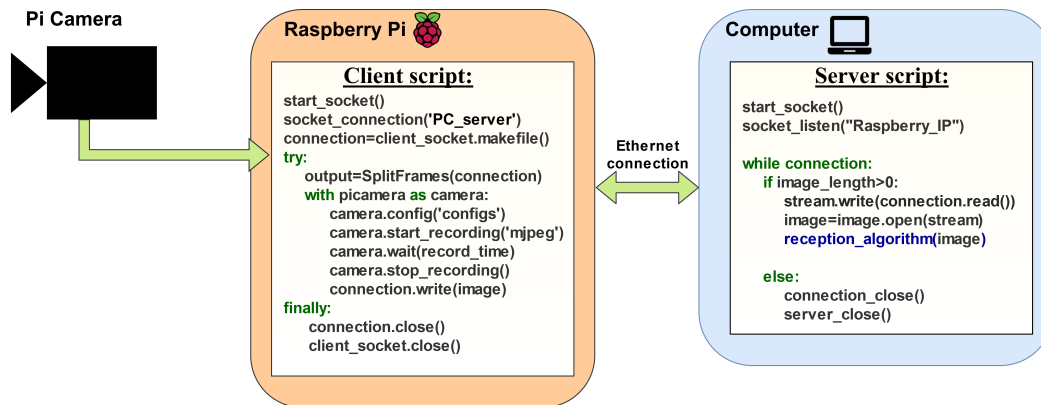 Pi Camera
Raspberry Pi
Client script:
start_socket()
socket_connection('PC_server')
connection=client_socket.makefile()
try:
output=SplitFrames(connection)
with picamera as camera:
camera.config('configs')
camera.start_recording('mjpeg')
camera.wait(record_time)
camera.stop_recording()
connection.write(image)
finally:
connection.close()
client_socket.close()
Ethernet
connection
Computer
Server script:
start_socket()
socket_listen("Raspberry_IP")
while connection:
if image_length>0:
stream.write(connection.read())
image=image.open(stream)
reception_algorithm(image)
else:
connection_close()
server_close()